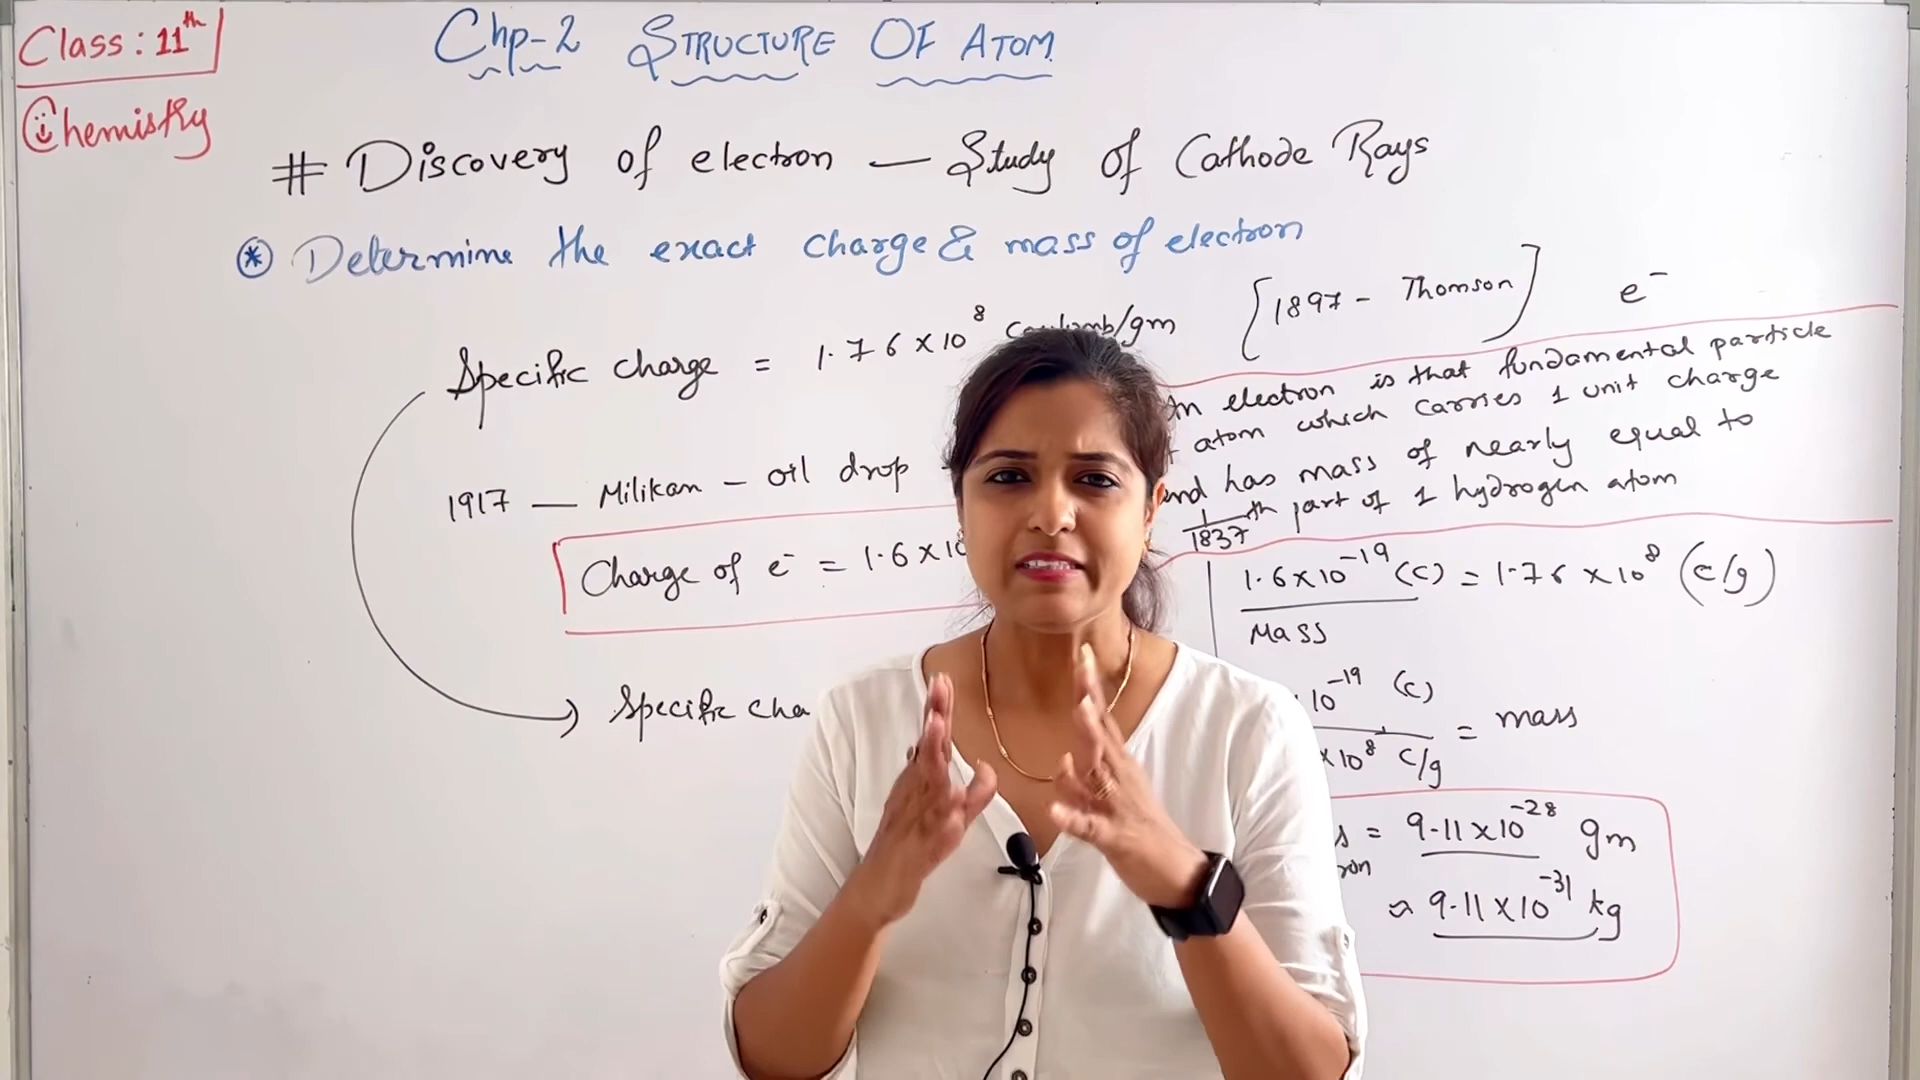 Class: 11th
Chemistry
Chp-2 STRUCTURE OF ATOM
# Discovery of electron — Study of Cathode Rays
* Determine the exact charge & mass of electron
Specific charge = 1.76 x 10^8 /gm [1897 - Thomson] e⁻
electron is that fundamental particle
atom which carries 1 unit charge
and has mass of nearly equal to
1/1837th part of 1 hydrogen atom
1917 — Milikan - oil drop
Charge of e⁻ = 1.6 x 10
Specific cha
1.6 x 10^-19 (c) / Mass = 1.76 x 10^8 (c/g)
10^-19 (c) / x 10^8 c/g = mass
= 9.11 x 10^-28 gm
≈ 9.11 x 10^-31 kg